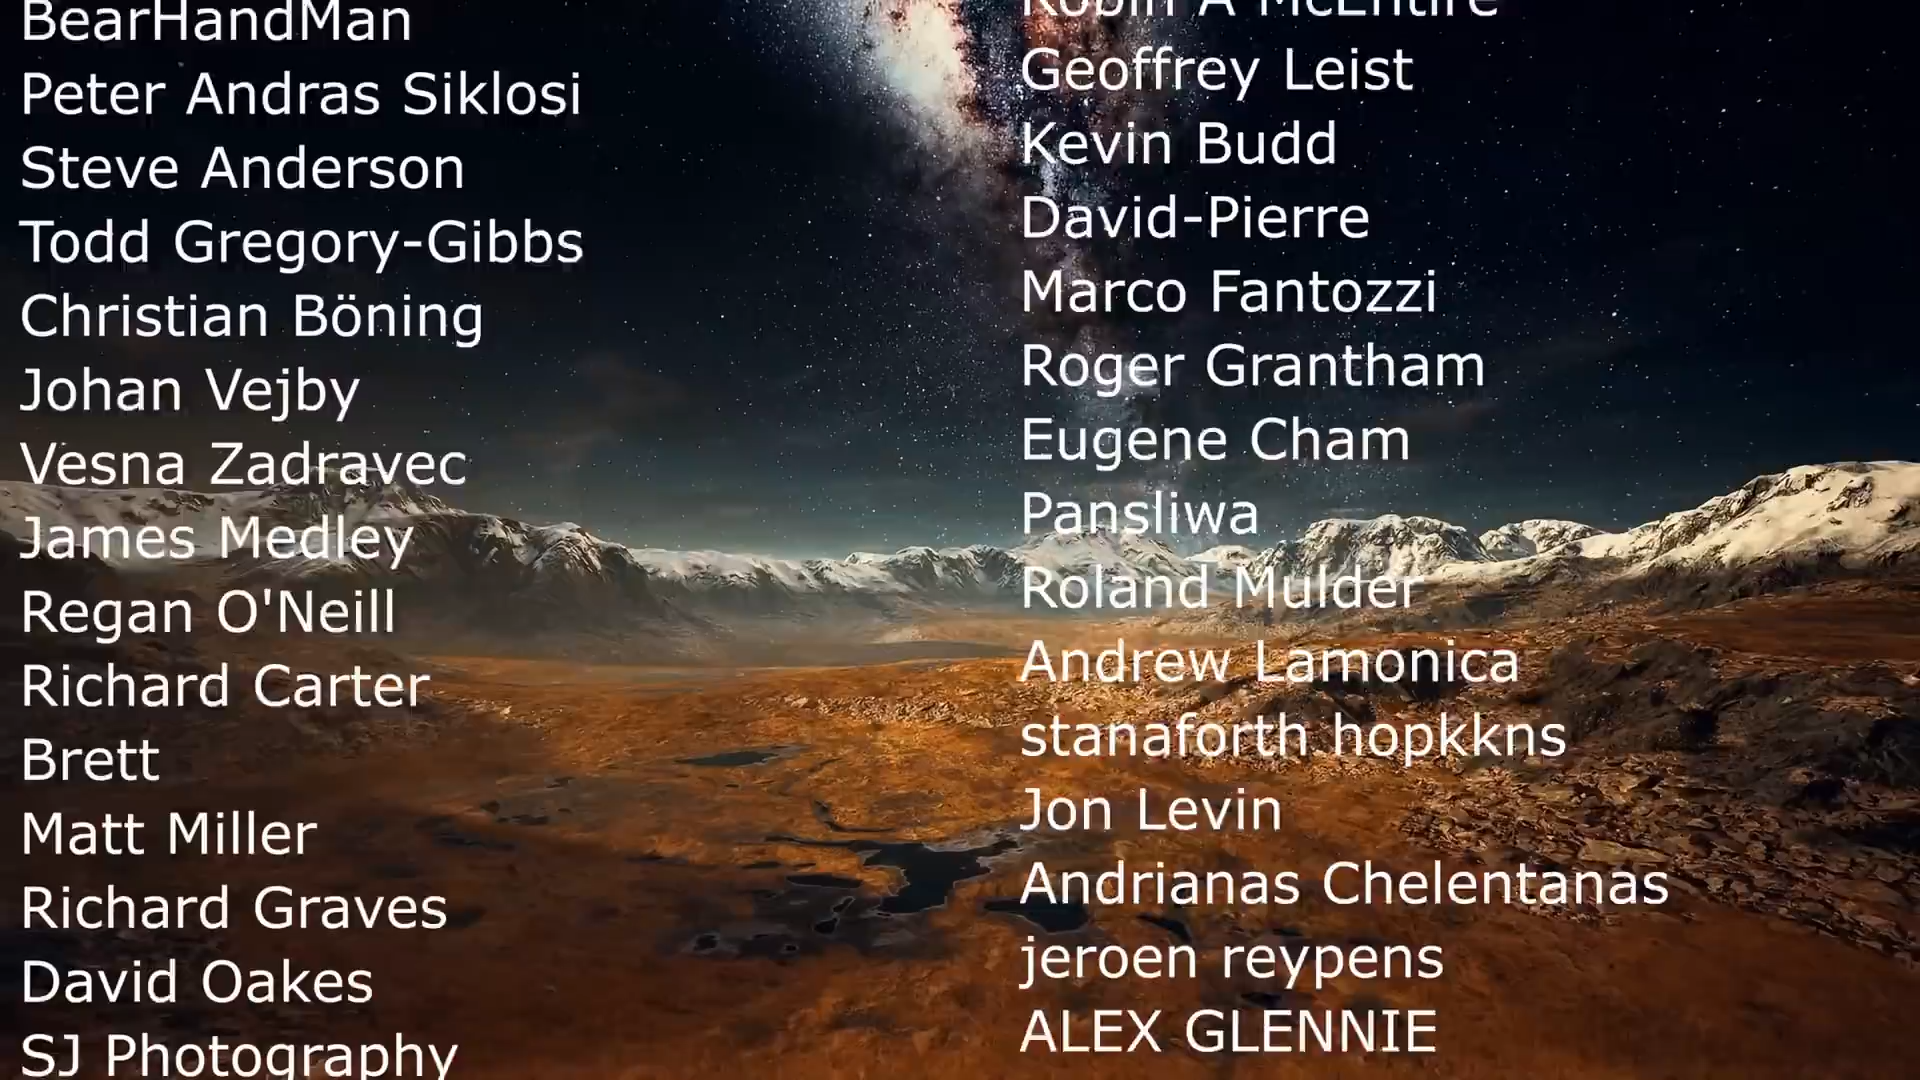 BearHandMan
Peter Andras Siklosi
Steve Anderson
Todd Gregory-Gibbs
Christian Böning
Johan Vejby
Vesna Zadravec
James Medley
Regan O'Neill
Richard Carter
Brett
Matt Miller
Richard Graves
David Oakes
SJ Photography
Robin A McEntire
Geoffrey Leist
Kevin Budd
David-Pierre
Marco Fantozzi
Roger Grantham
Eugene Cham
Pansliwa
Roland Mulder
Andrew Lamonica
stanaforth hopkkns
Jon Levin
Andrianas Chelentanas
jeroen reypens
ALEX GLENNIE